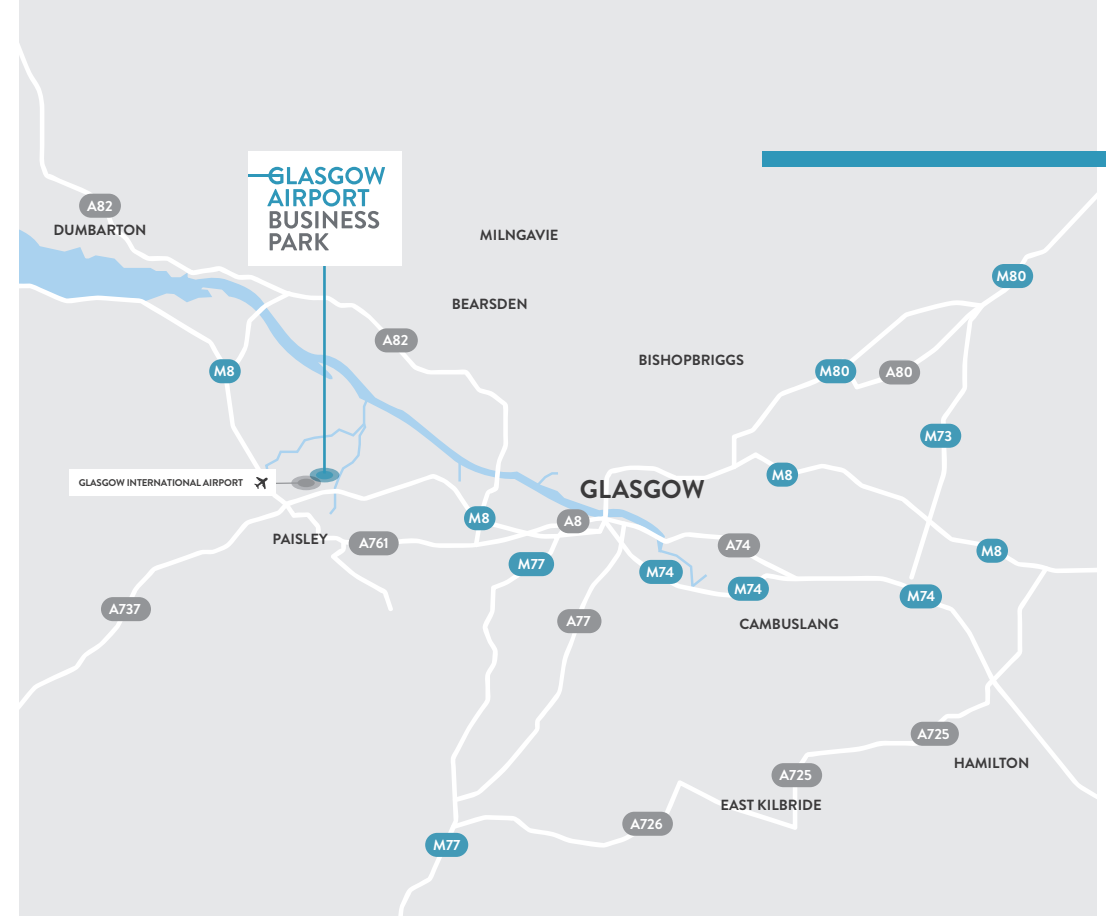 GLASGOW
AIRPORT
BUSINESS
PARK
A82
DUMBARTON
MILNGAVIE
M80
BEARSDEN
A82
BISHOPBRIGGS
M8
M80
A80
M73
GLASGOW INTERNATIONAL AIRPORT
M8
GLASGOW
M8
A8
PAISLEY
A761
A74
M8
M77
M74
M74
M74
A737
A77
CAMBUSLANG
A725
HAMILTON
A725
EAST KILBRIDE
A726
M77